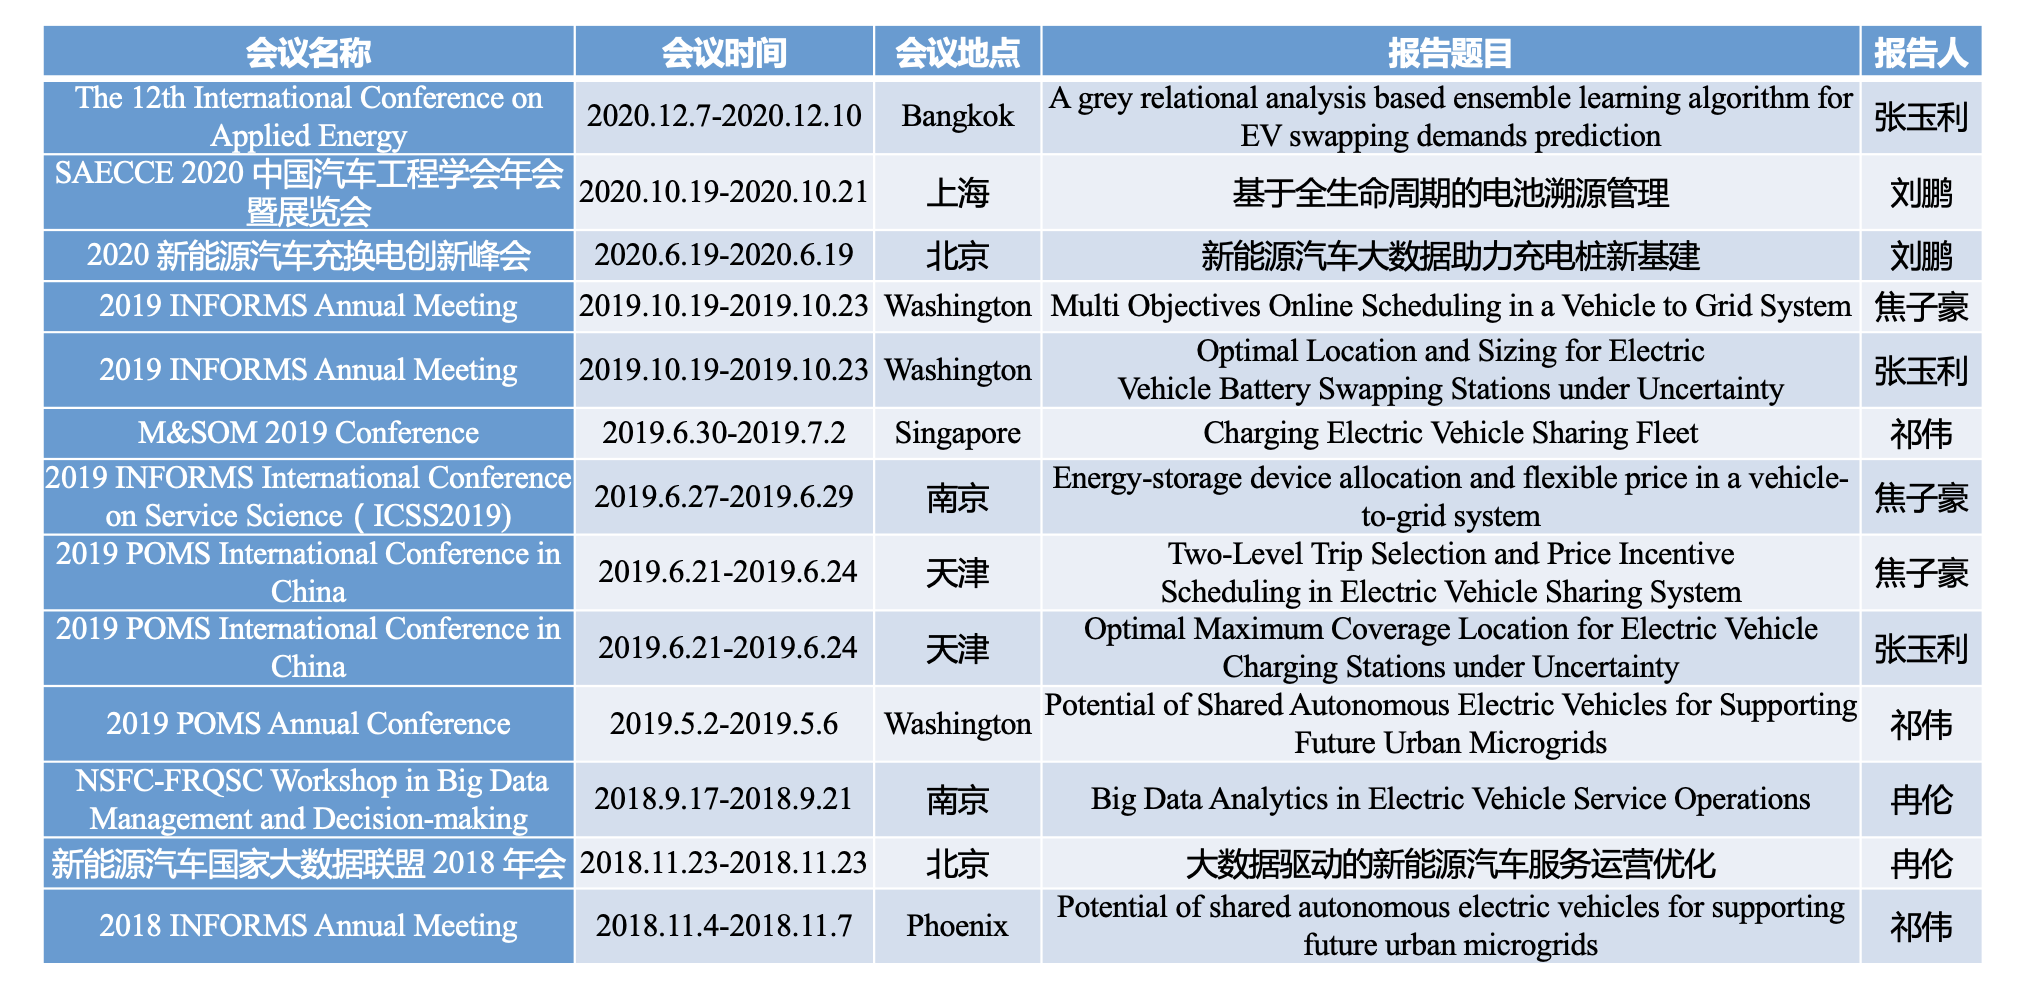 会议名称 会议时间 会议地点 报告题目 报告人
The 12th International Conference on
Applied Energy
2020.12.7-2020.12.10
Bangkok
A grey relational analysis based ensemble learning algorithm for
EV swapping demands prediction
张玉利
SAECCE 2020 中国汽车工程学会年会
暨展览会
2020.10.19-2020.10.21
上海
基于全生命周期的电池溯源管理
刘鹏
2020 新能源汽车充换电创新峰会
2020.6.19-2020.6.19
北京
新能源汽车大数据助力充电桩新基建
刘鹏
2019 INFORMS Annual Meeting
2019.10.19-2019.10.23
Washington
Multi Objectives Online Scheduling in a Vehicle to Grid System
焦子豪
2019 INFORMS Annual Meeting
2019.10.19-2019.10.23
Washington
Optimal Location and Sizing for Electric
Vehicle Battery Swapping Stations under Uncertainty
张玉利
M&SOM 2019 Conference
2019.6.30-2019.7.2
Singapore
Charging Electric Vehicle Sharing Fleet
祁伟
2019 INFORMS International Conference
on Service Science（ICSS2019)
2019.6.27-2019.6.29
南京
Energy-storage device allocation and flexible price in a vehicle-
to-grid system
焦子豪
2019 POMS International Conference in
China
2019.6.21-2019.6.24
天津
Two-Level Trip Selection and Price Incentive
Scheduling in Electric Vehicle Sharing System
焦子豪
2019 POMS International Conference in
China
2019.6.21-2019.6.24
天津
Optimal Maximum Coverage Location for Electric Vehicle
Charging Stations under Uncertainty
张玉利
2019 POMS Annual Conference
2019.5.2-2019.5.6
Washington
Potential of Shared Autonomous Electric Vehicles for Supporting
Future Urban Microgrids
祁伟
NSFC-FRQSC Workshop in Big Data
Management and Decision-making
2018.9.17-2018.9.21
南京
Big Data Analytics in Electric Vehicle Service Operations
冉伦
新能源汽车国家大数据联盟 2018 年会
2018.11.23-2018.11.23
北京
大数据驱动的新能源汽车服务运营优化
冉伦
2018 INFORMS Annual Meeting
2018.11.4-2018.11.7
Phoenix
Potential of shared autonomous electric vehicles for supporting
future urban microgrids
祁伟